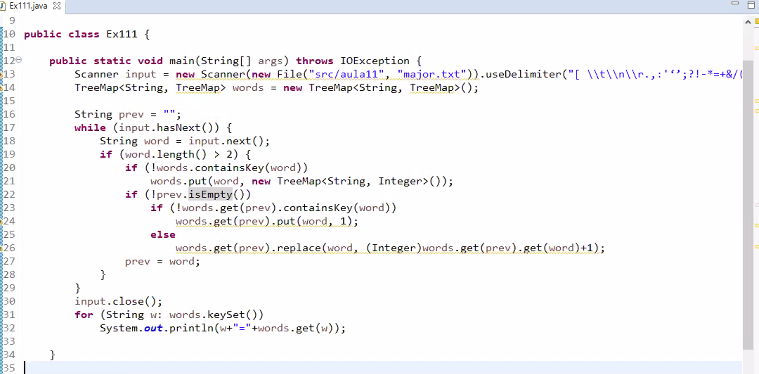 Ex111.java
9
10 public class Ex111 {
11
12 public static void main(String[] args) throws IOException {
13 Scanner input = new Scanner(new File("src/aula11", "major.txt")).useDelimiter("[ \\t\\n\\r.,:'‘’;?!-*=+&/(
14 TreeMap<String, TreeMap> words = new TreeMap<String, TreeMap>();
15
16 String prev = "";
17 while (input.hasNext()) {
18 String word = input.next();
19 if (word.length() > 2) {
20 if (!words.containsKey(word))
21 words.put(word, new TreeMap<String, Integer>());
22 if (!prev.isEmpty())
23 if (!words.get(prev).containsKey(word))
24 words.get(prev).put(word, 1);
25 else
26 words.get(prev).replace(word, (Integer)words.get(prev).get(word)+1);
27 prev = word;
28 }
29 }
30 input.close();
31 for (String w: words.keySet())
32 System.out.println(w+"="+words.get(w));
33
34 }
35